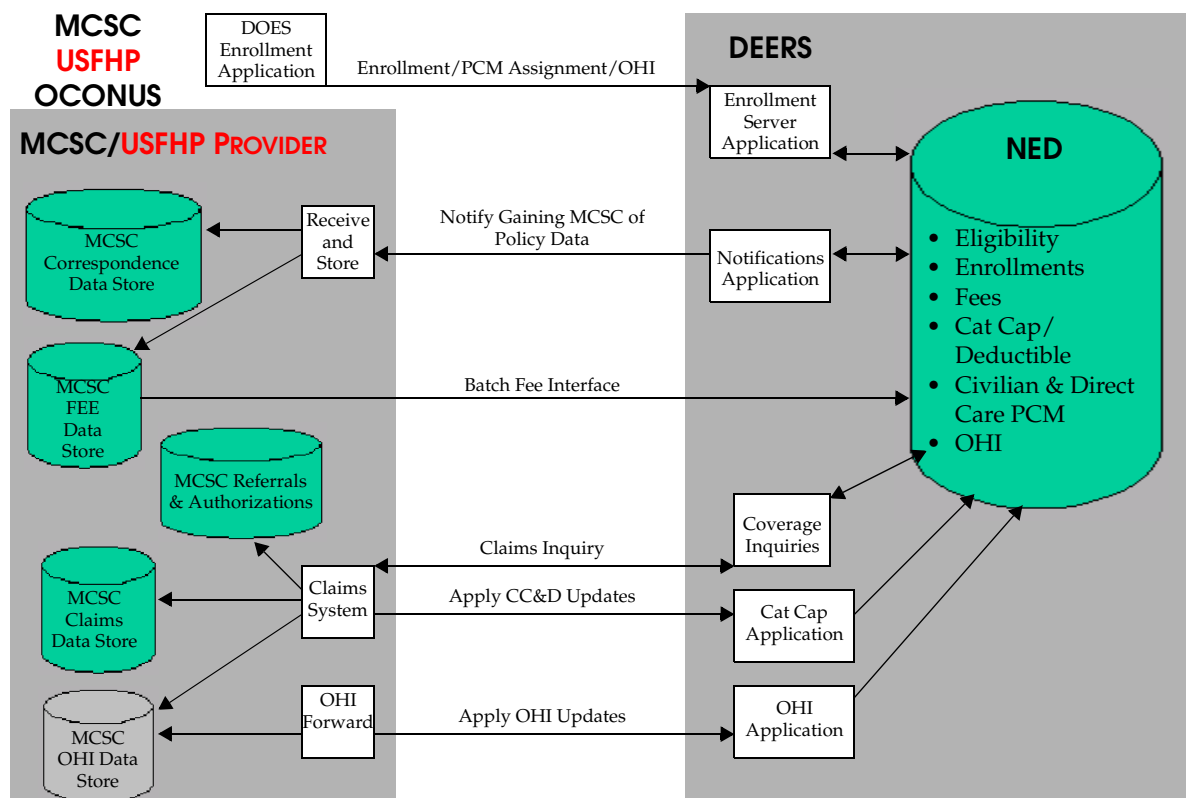 MCSC
USFHP
OCONUS
DOES
Enrollment
Application
Enrollment/PCM Assignment/OHI
DEERS
MCSC/USFHP PROVIDER
Enrollment
Server
Application
NED
• Eligibility
• Enrollments
• Fees
• Cat Cap/
Deductible
• Civilian & Direct
Care PCM
• OHI
MCSC
Correspondence
Data Store
Receive
and
Store
Notify Gaining MCSC of
Policy Data
Notifications
Application
MCSC
FEE
Data
Store
Batch Fee Interface
MCSC Referrals
& Authorizations
Coverage
Inquiries
Claims Inquiry
MCSC
Claims
Data Store
Claims
System
Apply CC&D Updates
Cat Cap
Application
MCSC
OHI Data
Store
OHI
Forward
Apply OHI Updates
OHI
Application